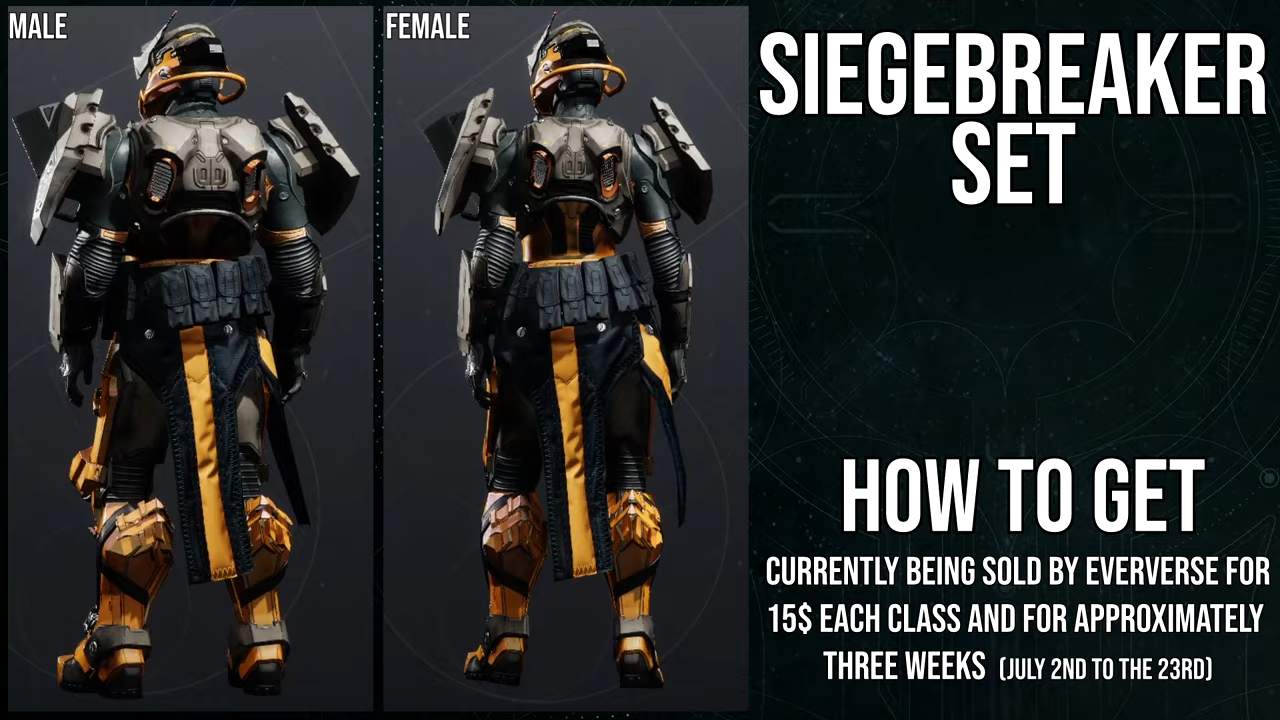 MALE
FEMALE
SIEGEBREAKER
SET
HOW TO GET
CURRENTLY BEING SOLD BY EVERVERSE FOR
15$ EACH CLASS AND FOR APPROXIMATELY
THREE WEEKS (JULY 2ND TO THE 23RD)